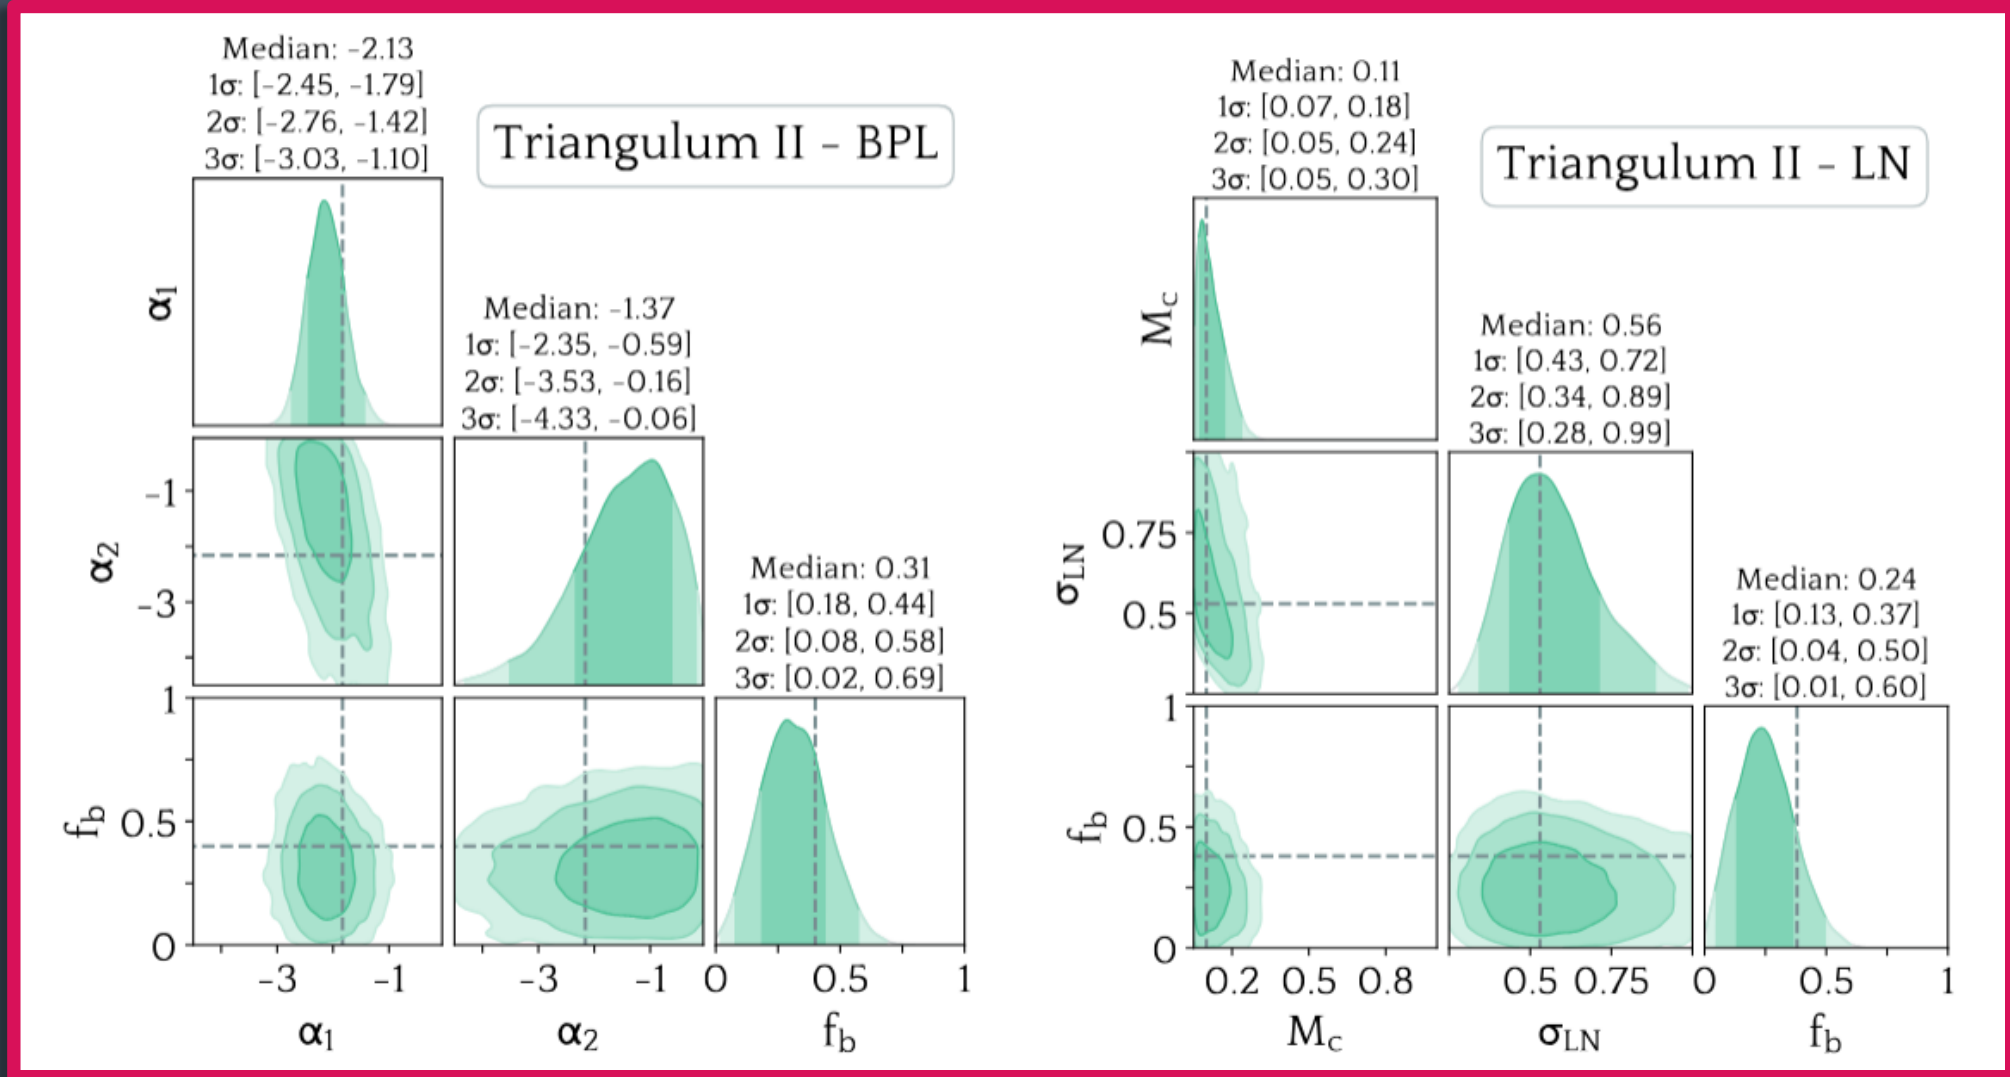 Median: -2.13
1σ: [-2.45, -1.79]
2σ: [-2.76, -1.42]
3σ: [-3.03, -1.10]
Triangulum II - BPL
α1
Median: -1.37
1σ: [-2.35, -0.59]
2σ: [-3.53, -0.16]
3σ: [-4.33, -0.06]
-1
-3
α2
Median: 0.31
1σ: [0.18, 0.44]
2σ: [0.08, 0.58]
3σ: [0.02, 0.69]
1
0.5
0
fb
-3 -1
-3 -1
0 0.5 1
α1
α2
fb
Median: 0.11
1σ: [0.07, 0.18]
2σ: [0.05, 0.24]
3σ: [0.05, 0.30]
Triangulum II - LN
Mc
Median: 0.56
1σ: [0.43, 0.72]
2σ: [0.34, 0.89]
3σ: [0.28, 0.99]
0.75
0.5
σLN
Median: 0.24
1σ: [0.13, 0.37]
2σ: [0.04, 0.50]
3σ: [0.01, 0.60]
1
0.5
0
fb
0.2 0.5 0.8
0.5 0.75
0 0.5 1
Mc
σLN
fb